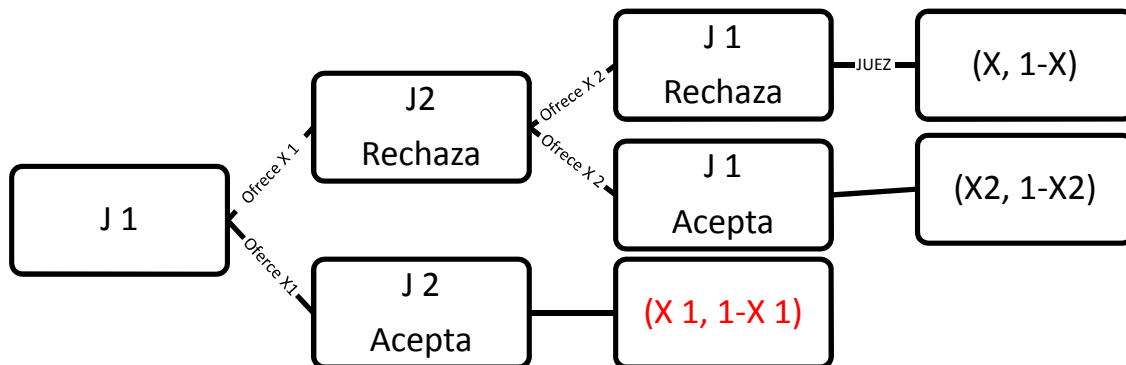 J 1
Ofrece X 1
Oferce X1
J2
Rechaza
J 2
Acepta
Ofrece X 2
Ofrece X 2
J 1
Rechaza
J 1
Acepta
(X 1, 1-X 1)
JUEZ
(X, 1-X)
(X2, 1-X2)